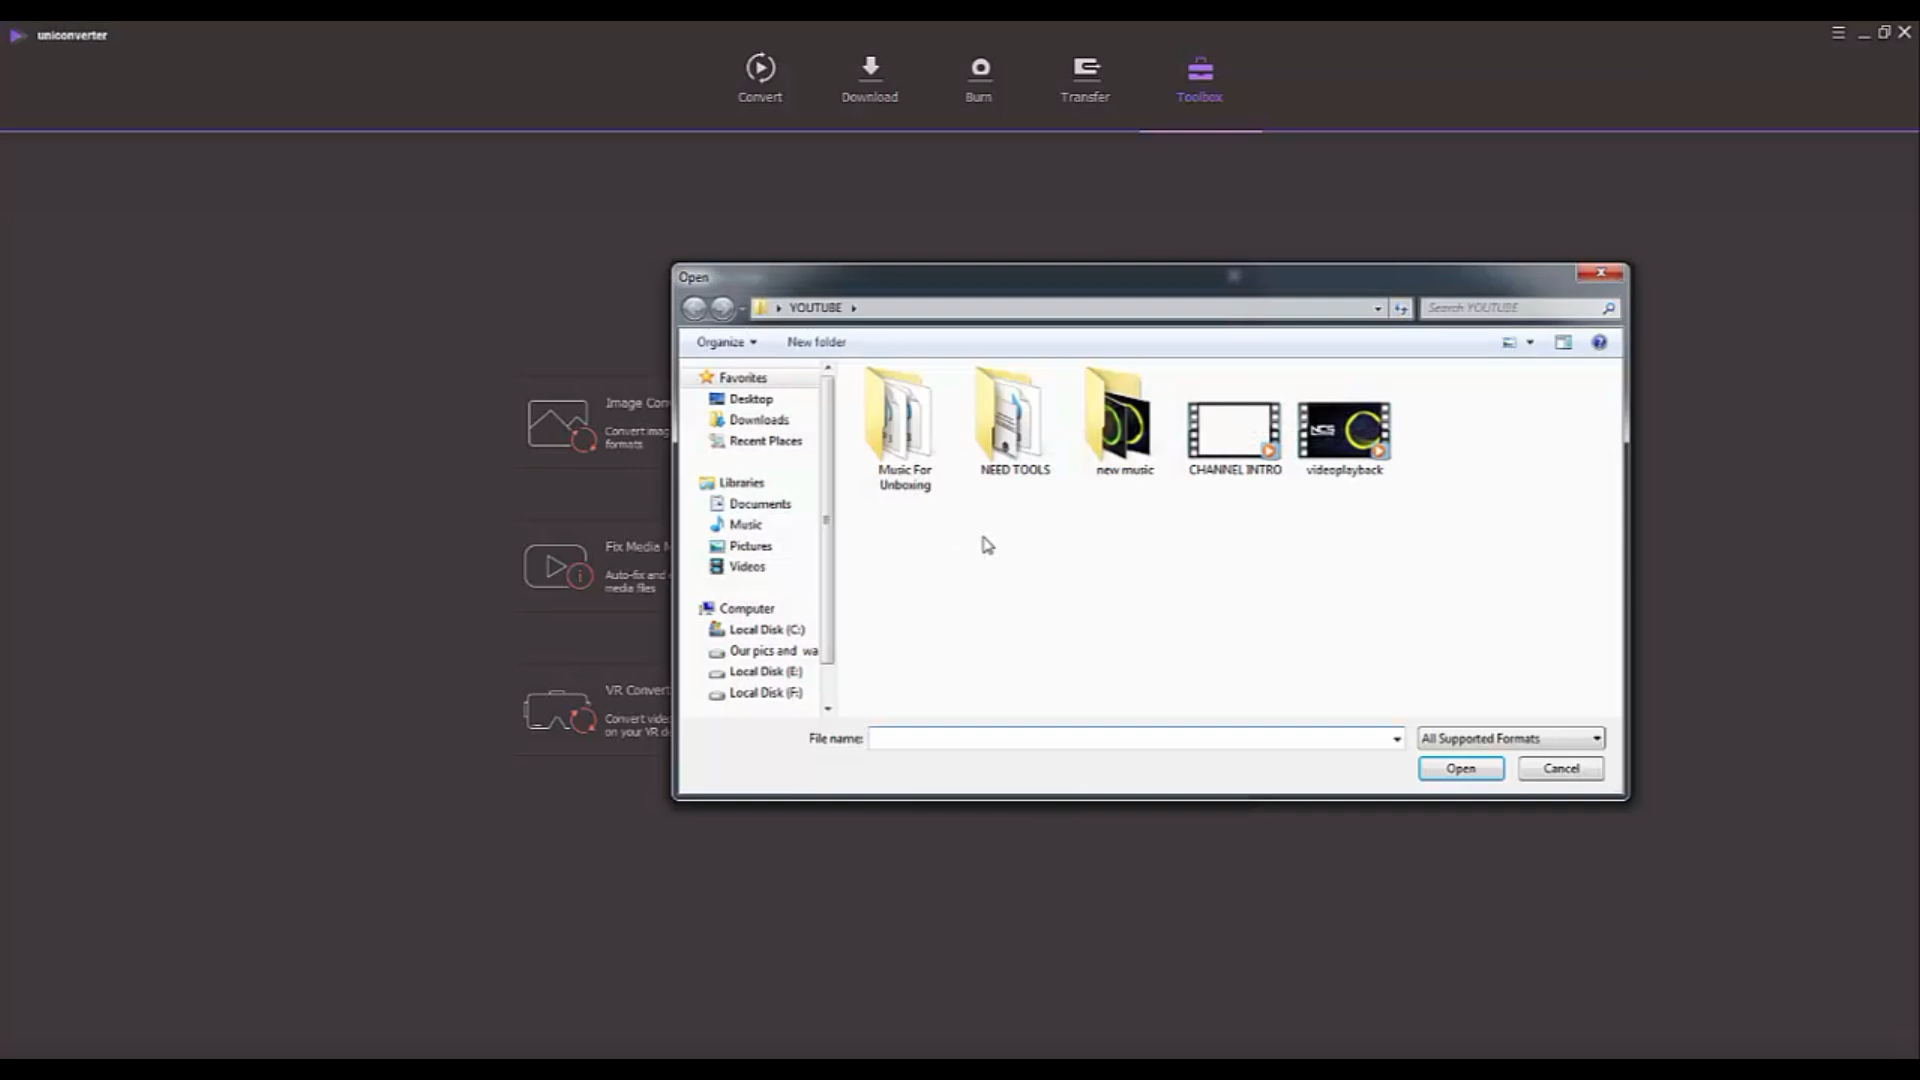 uniconverter
Convert
Download
Burn
Transfer
Toolbox
Open
YOUTUBE
Search YOUTUBE
Organize
New folder
Favorites
Desktop
Downloads
Recent Places
Libraries
Documents
Music
Pictures
Videos
Computer
Local Disk (C:)
Our pics and wa
Local Disk (E:)
Local Disk (F:)
Music For
Unboxing
NEED TOOLS
new music
CHANNEL INTRO
NCS
videoplayback
Image Con
Convert imag
formats
Fix Media M
Auto-fix and
media files
VR Convert
Convert vide
on your VR d
File name:
All Supported Formats
Open
Cancel